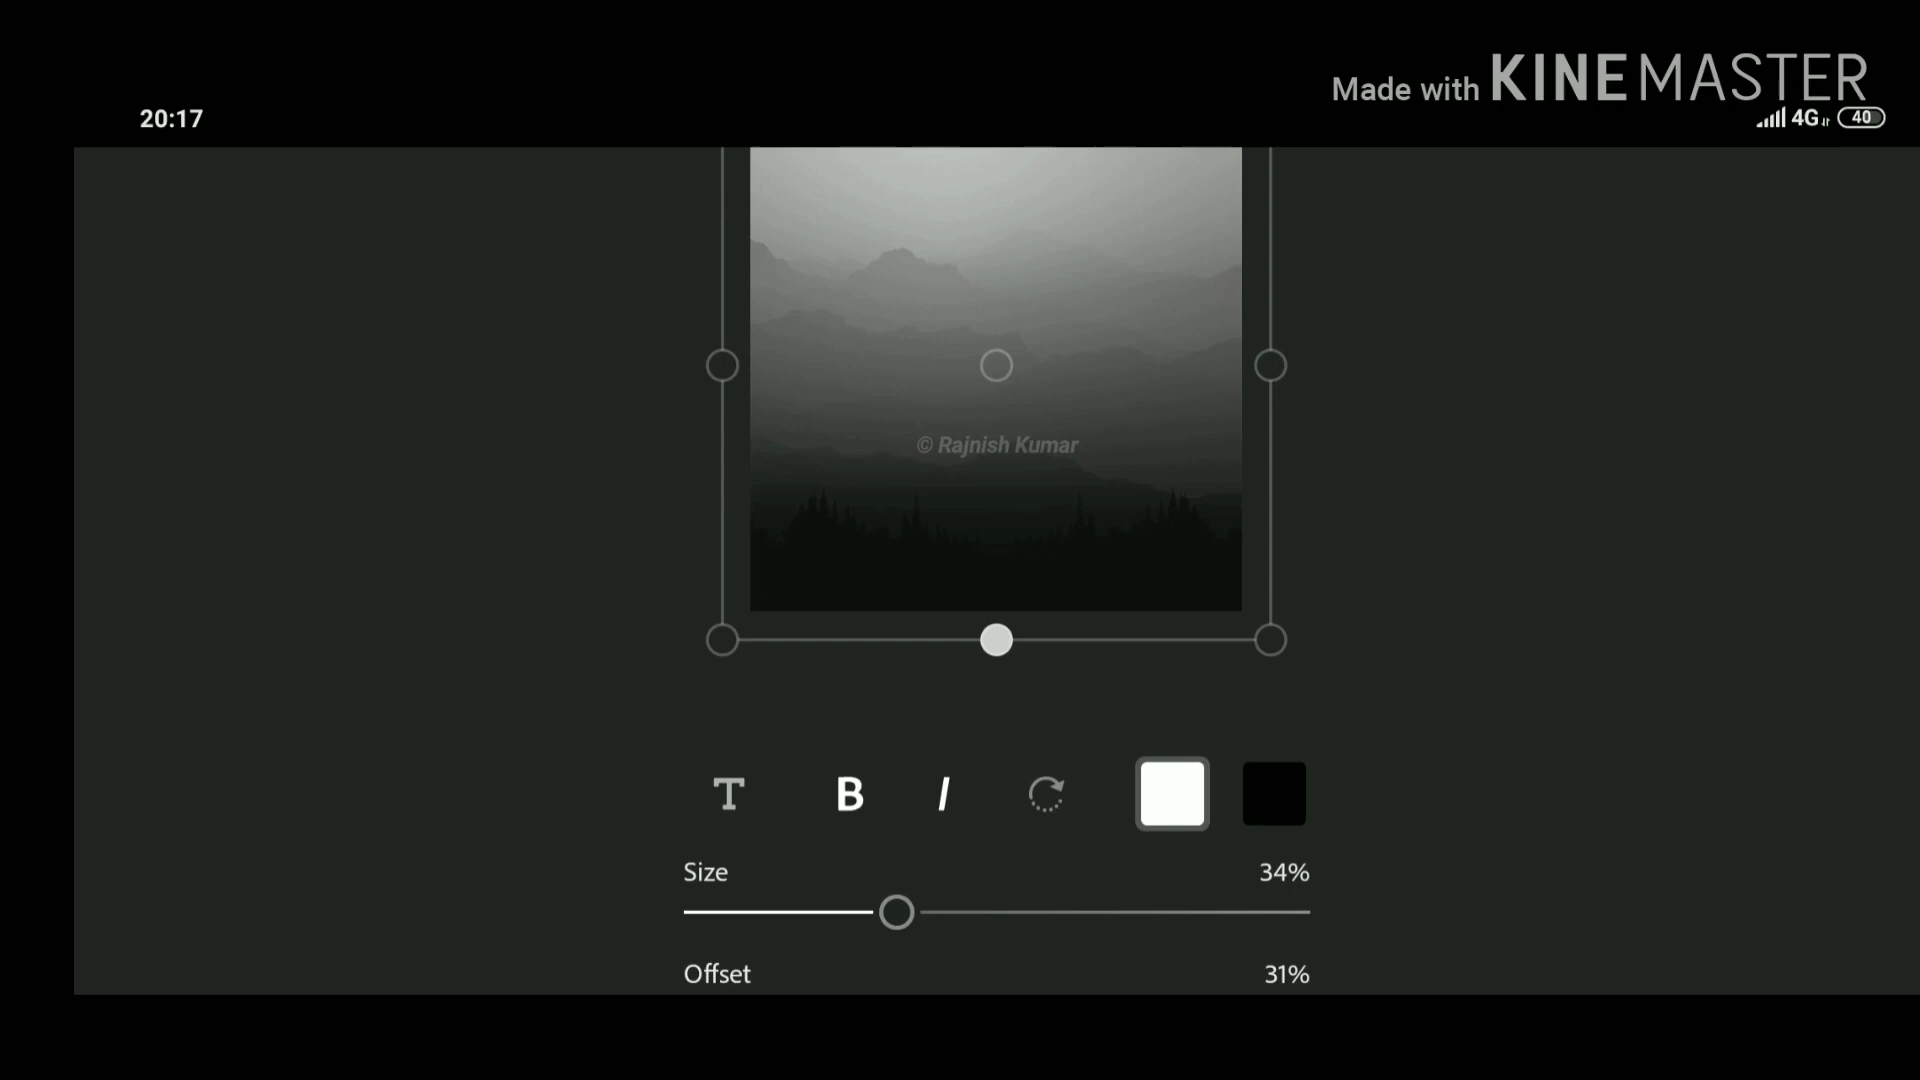 Made with KINEMASTER
20:17
4G 40
© Rajnish Kumar
T B I
Size 34%
Offset 31%